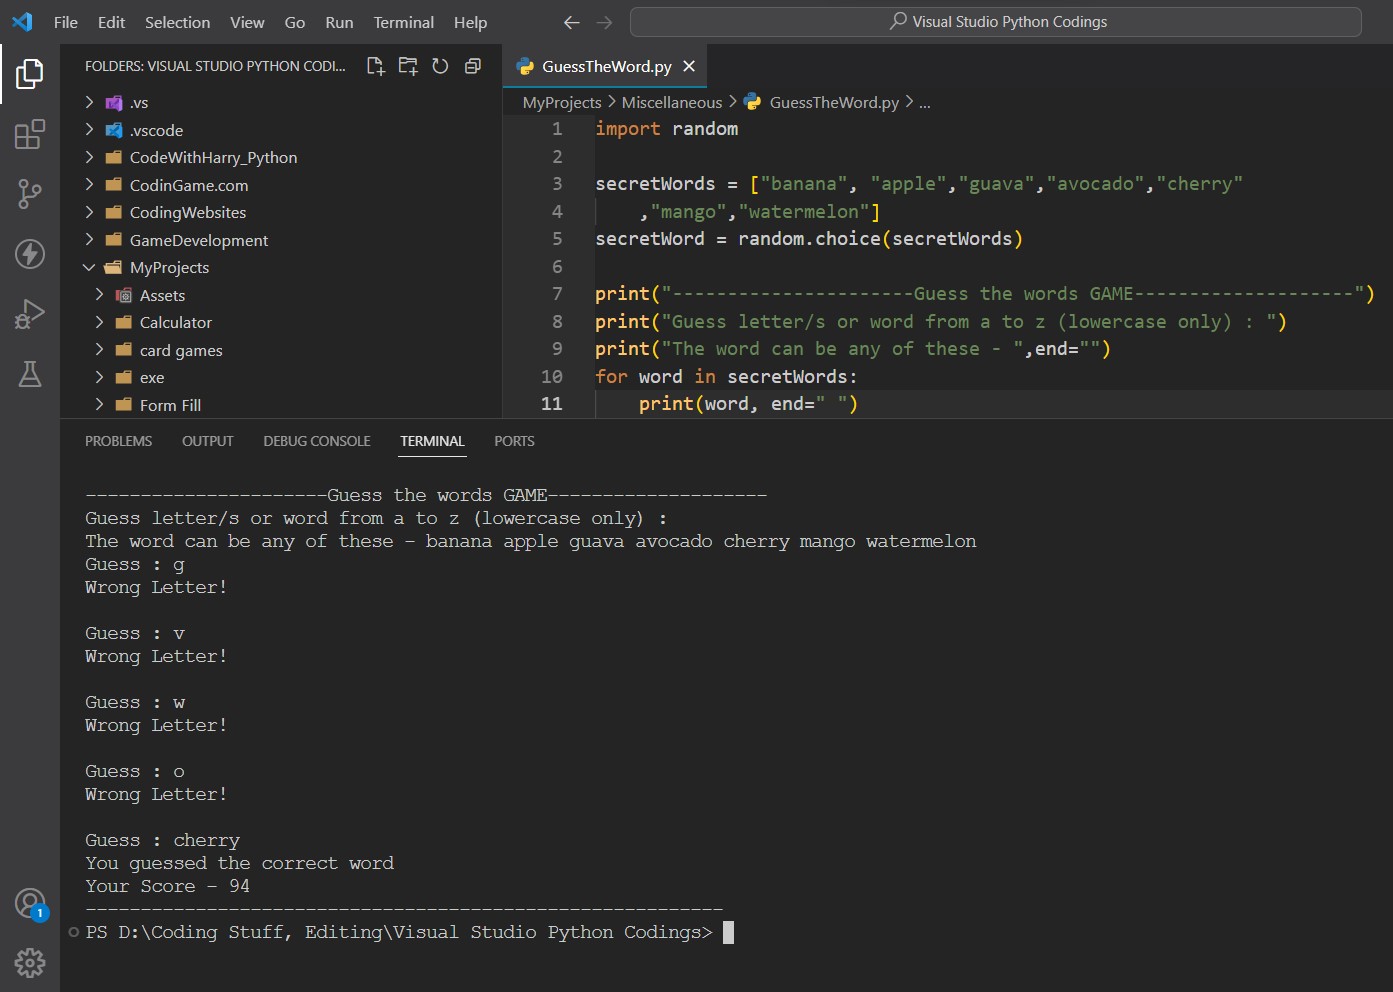 File Edit Selection View Go Run Terminal Help
Visual Studio Python Codings
FOLDERS: VISUAL STUDIO PYTHON CODI...
.vs
.vscode
CodeWithHarry_Python
CodinGame.com
CodingWebsites
GameDevelopment
MyProjects
Assets
Calculator
card games
exe
Form Fill
GuessTheWord.py
MyProjects > Miscellaneous > GuessTheWord.py > ...
1 import random
2
3 secretWords = ["banana", "apple","guava","avocado","cherry"
4 ,"mango","watermelon"]
5 secretWord = random.choice(secretWords)
6
7 print("----------------------Guess the words GAME--------------------")
8 print("Guess letter/s or word from a to z (lowercase only) : ")
9 print("The word can be any of these - ",end="")
10 for word in secretWords:
11 print(word, end=" ")
PROBLEMS OUTPUT DEBUG CONSOLE TERMINAL PORTS
----------------------Guess the words GAME--------------------
Guess letter/s or word from a to z (lowercase only) :
The word can be any of these - banana apple guava avocado cherry mango watermelon
Guess : g
Wrong Letter!
Guess : v
Wrong Letter!
Guess : w
Wrong Letter!
Guess : o
Wrong Letter!
Guess : cherry
You guessed the correct word
Your Score - 94
----------------------------------------------------------
PS D:\Coding Stuff, Editing\Visual Studio Python Codings>
1